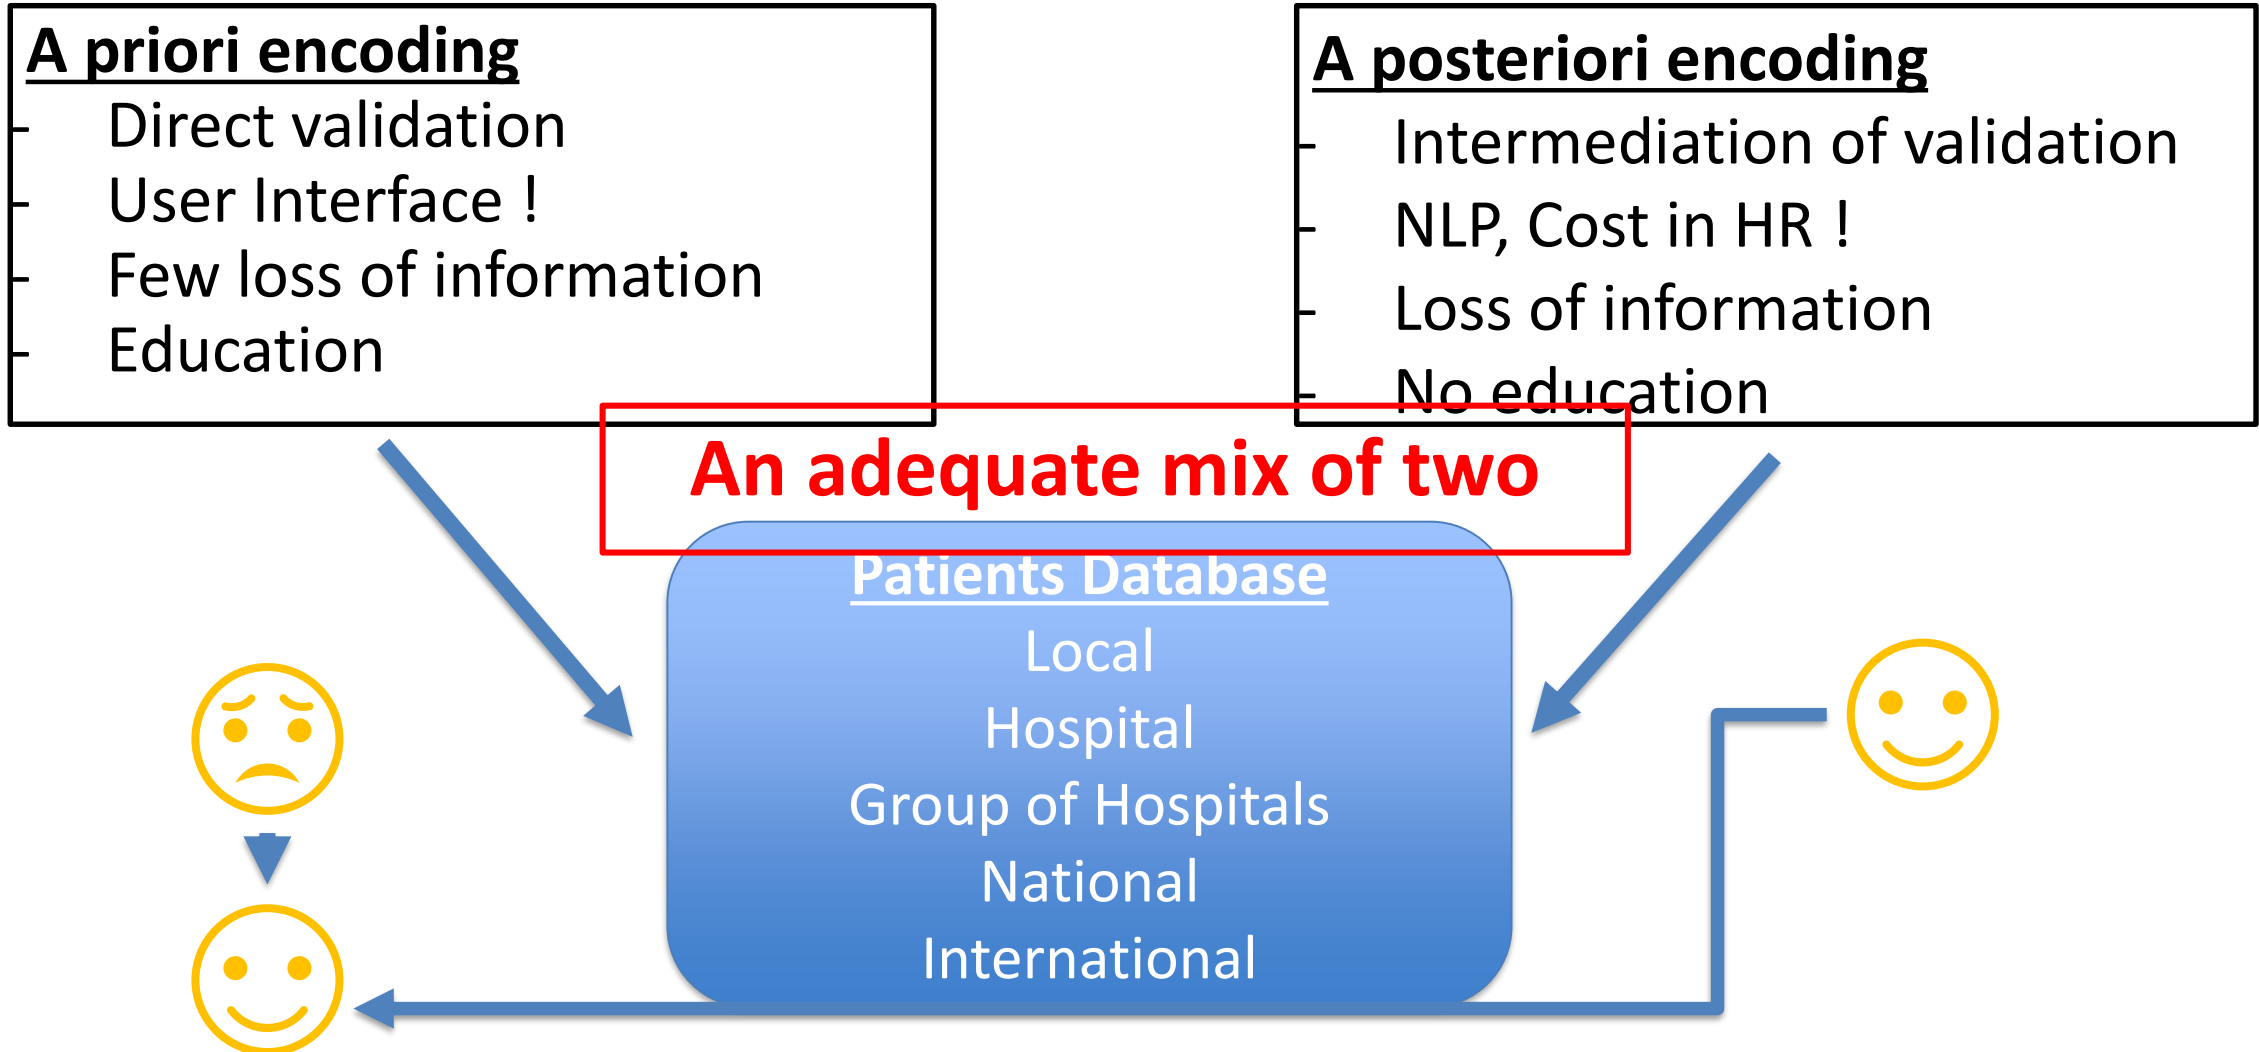 A priori encoding
- Direct validation
- User Interface !
- Few loss of information
- Education
A posteriori encoding
- Intermediation of validation
- NLP, Cost in HR !
- Loss of information
- No education
An adequate mix of two
Patients Database
Local
Hospital
Group of Hospitals
National
International